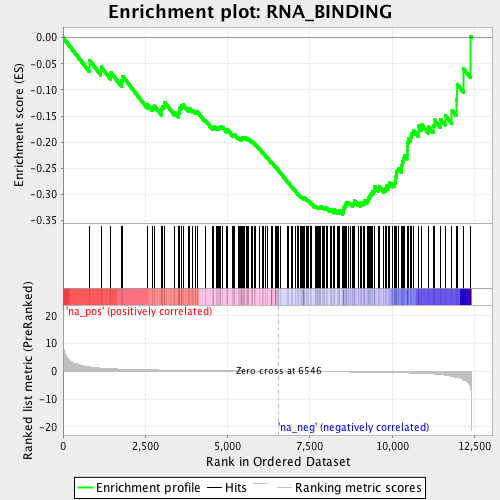 Enrichment plot: RNA_BINDING
Enrichment score (ES)
0.00
-0.05
-0.10
-0.15
-0.20
-0.25
-0.30
-0.35
'na_pos' (positively correlated)
Ranked list metric (PreRanked)
20
10
0
-10
-20
Zero cross at 6546
'na_neg' (negatively correlated)
0
2,500
5,000
7,500
10,000
12,500
Rank in Ordered Dataset
Enrichment profile
Hits
Ranking metric scores